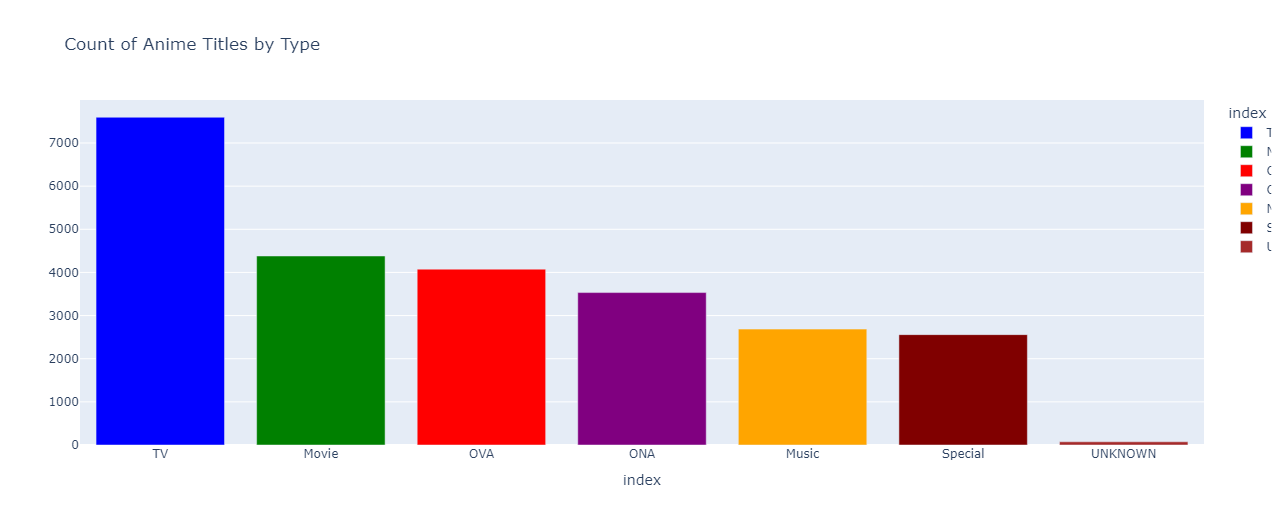 Count of Anime Titles by Type
index
7000
6000
5000
4000
3000
2000
1000
0
TV
Movie
OVA
ONA
Music
Special
UNKNOWN
index